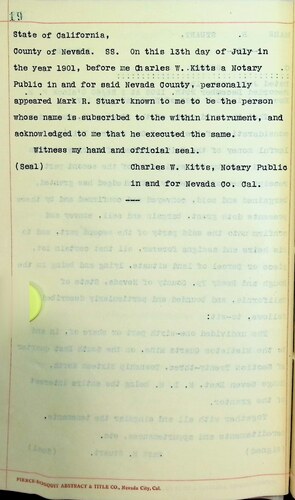 19
State of California,
County of Nevada. SS. On this 13th day of July in
the year 1901, before me Charles W. Kitts a Notary
Public in and for said Nevada County, personally
appeared Mark R. Stuart known to me to be the person
whose name is subscribed to the within instrument, and
acknowledged to me that he executed the same.
Witness my hand and official seal.
(Seal) Charles W. Kitts, Notary Public
in and for Nevada Co. Cal.
ABSTRACT & TITLE CO., Nevada City, Cal.